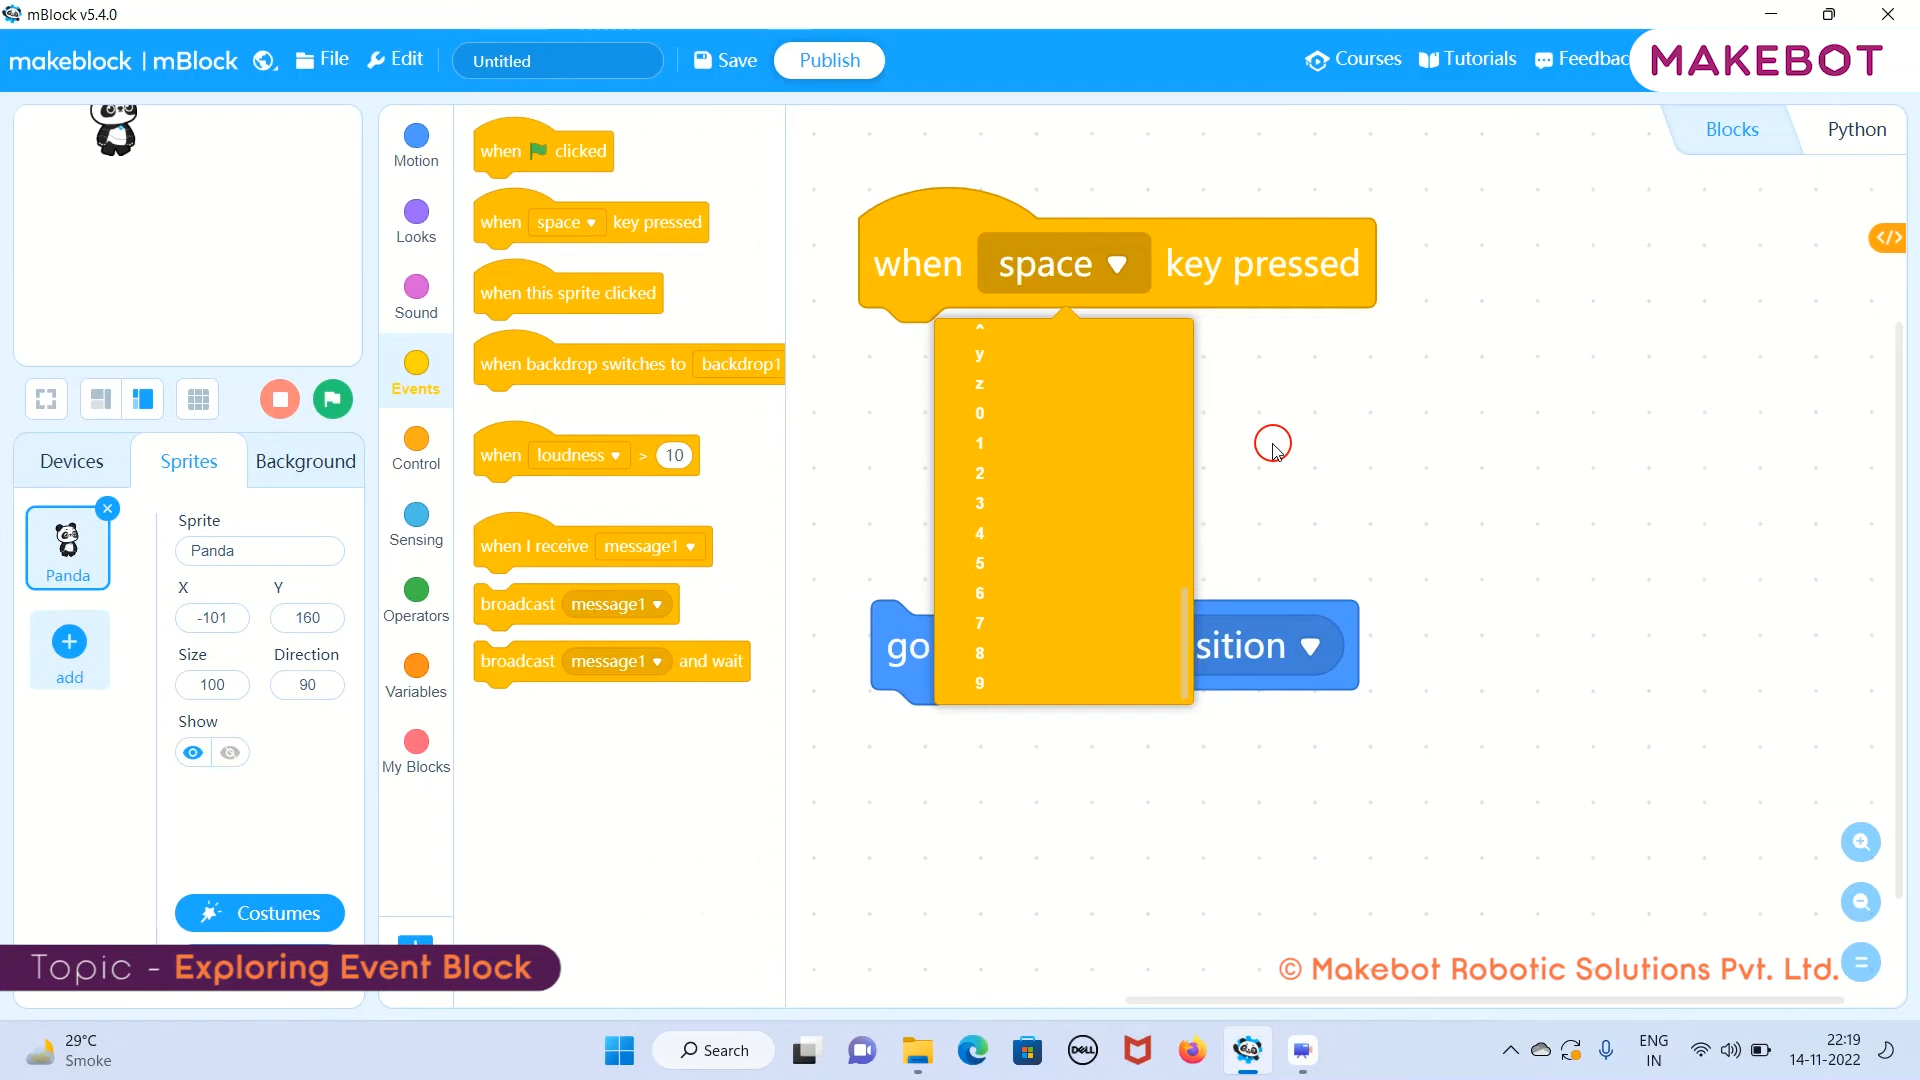 mBlock v5.4.0
makeblock | mBlock
File
Edit
Untitled
Save
Publish
Courses
Tutorials
Feedbac
MAKEBOT
Blocks
Python
Motion
Looks
Sound
Events
Control
Sensing
Operators
Variables
My Blocks
when clicked
when space key pressed
when this sprite clicked
when backdrop switches to backdrop1
when loudness > 10
when I receive message1
broadcast message1
broadcast message1 and wait
when space key pressed
y
z
0
1
2
3
4
5
6
7
8
9
go
sition
Devices
Sprites
Background
Panda
add
Sprite
Panda
X
Y
-101
160
Size
Direction
100
90
Show
Costumes
Topic - Exploring Event Block
© Makebot Robotic Solutions Pvt. Ltd.
29°C
Smoke
Search
DELL
ENG
IN
22:19
14-11-2022